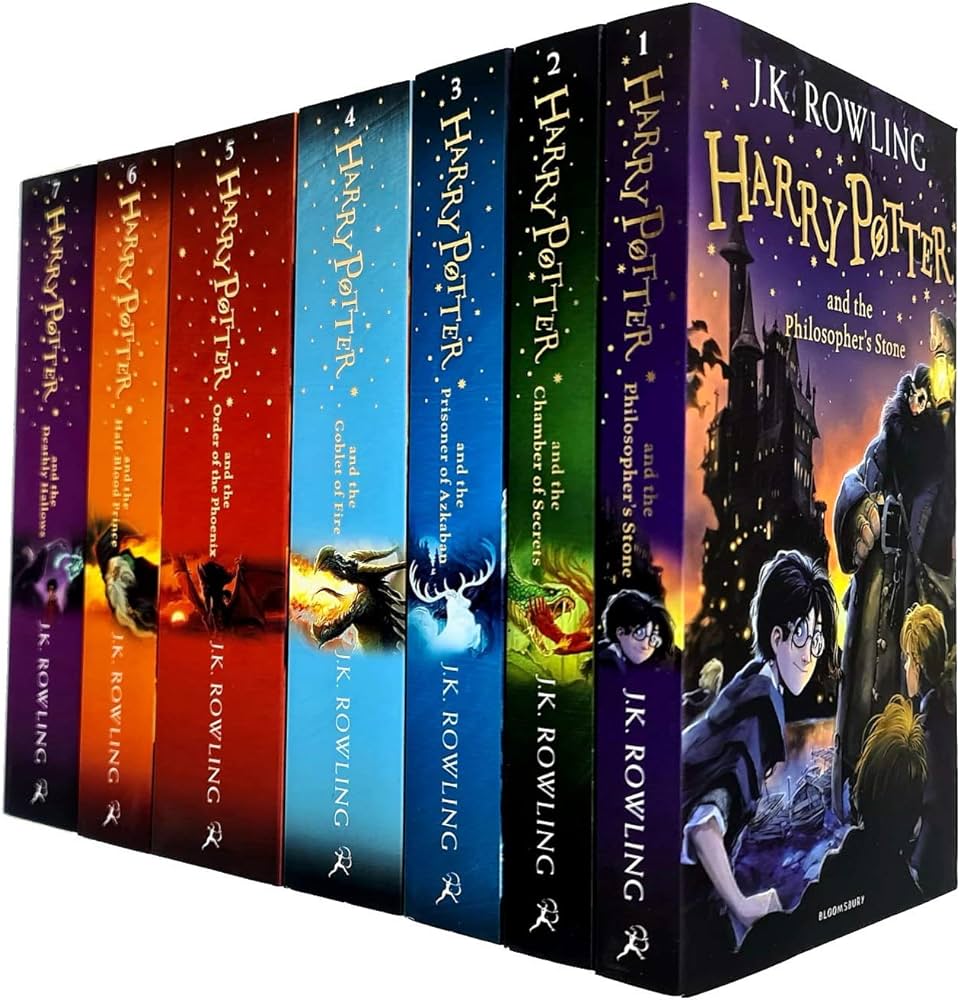 7
HARRY POTTER
and the
Deathly Hallows
J.K. ROWLING
6
HARRY POTTER
and the
Half-Blood Prince
J.K. ROWLING
5
HARRY POTTER
and the
Order of the Phoenix
J.K. ROWLING
4
HARRY POTTER
and the
Goblet of Fire
J.K. ROWLING
3
HARRY POTTER
and the
Prisoner of Azkaban
J.K. ROWLING
2
HARRY POTTER
and the
Chamber of Secrets
J.K. ROWLING
1
HARRY POTTER
and the
Philosopher's Stone
J.K. ROWLING
J.K. ROWLING
HARRY POTTER
and the
Philosopher's Stone
BLOOMSBURY